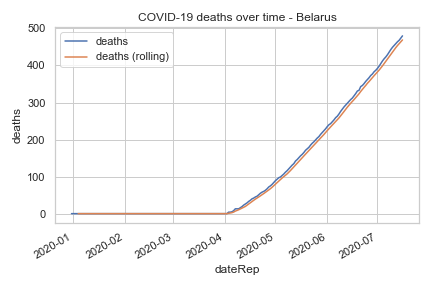 COVID-19 deaths over time - Belarus
deaths
deaths (rolling)
500
400
300
200
100
0
deaths
2020-01
2020-02
2020-03
2020-04
2020-05
2020-06
2020-07
dateRep